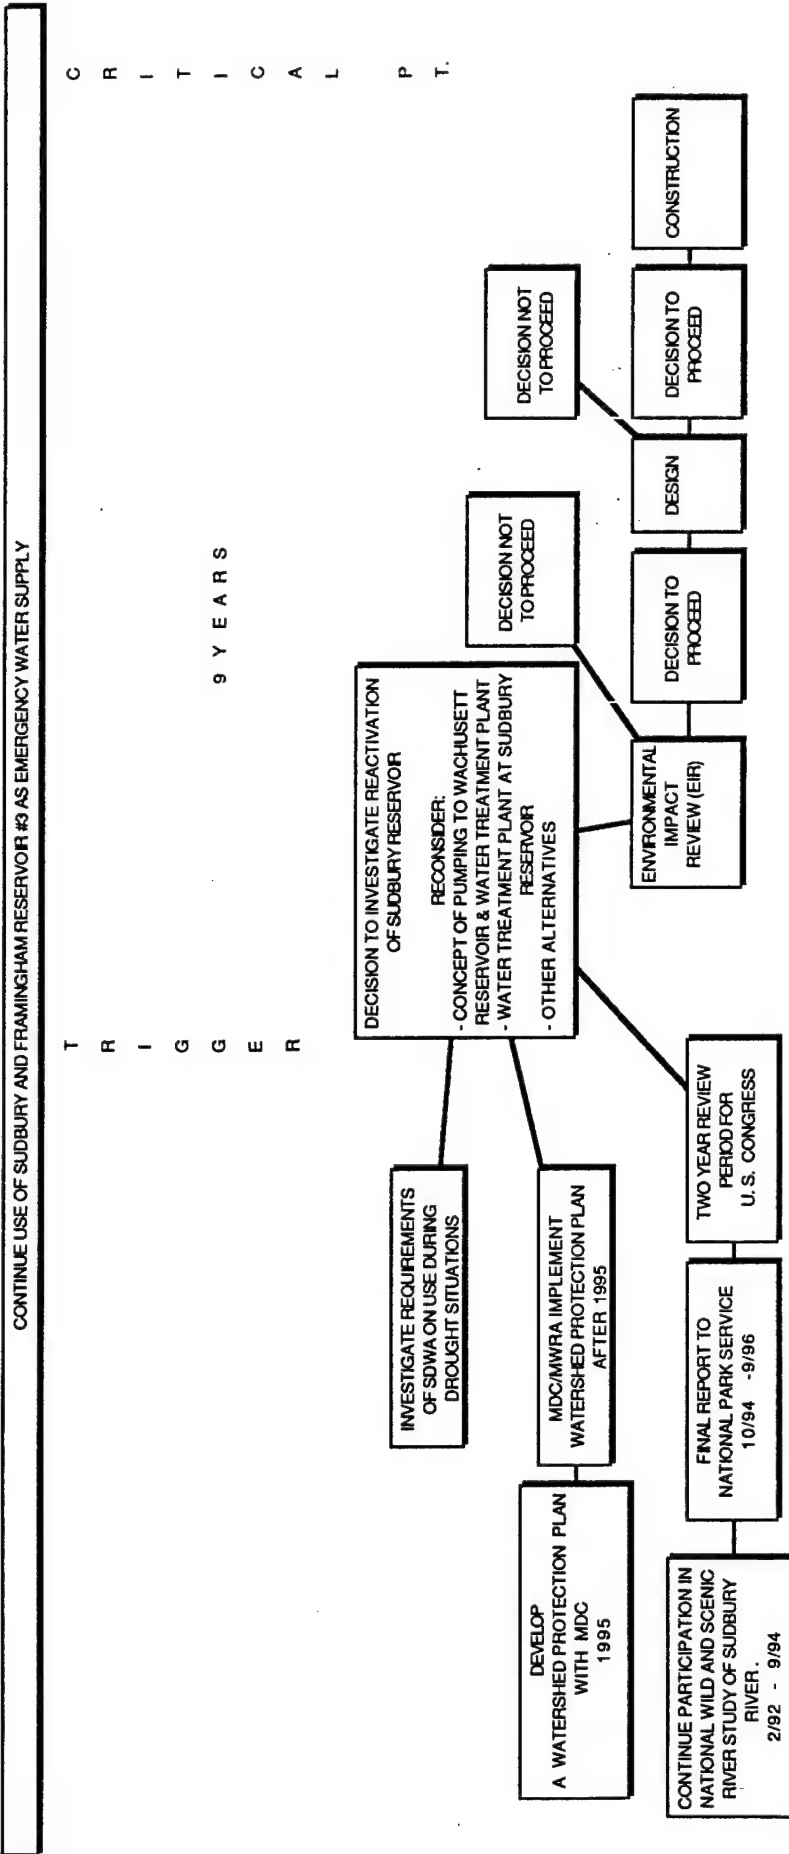 CONTINUE USE OF SUDBURY AND FRAMINGHAM RESERVOIR #3 AS EMERGENCY WATER SUPPLY
T
R
I
G
G
E
R
9 YEARS
C
R
I
T
I
C
A
L
P
T.
INVESTIGATE REQUIREMENTS
OF SDWA ON USE DURING
DROUGHT SITUATIONS
DEVELOP
A WATERSHED PROTECTION PLAN
WITH MDC
1995
MDC/MWRA IMPLEMENT
WATERSHED PROTECTION PLAN
AFTER 1995
CONTINUE PARTICIPATION IN
NATIONAL WILD AND SCENIC
RIVER STUDY OF SUDBURY
RIVER.
2/92 - 9/94
FINAL REPORT TO
NATIONAL PARK SERVICE
10/94 -9/96
TWO YEAR REVIEW
PERIOD FOR
U. S. CONGRESS
DECISION TO INVESTIGATE REACTIVATION
OF SUDBURY RESERVOIR
RECONSIDER:
- CONCEPT OF PUMPING TO WACHUSETT
RESERVOIR & WATER TREATMENT PLANT
- WATER TREATMENT PLANT AT SUDBURY
RESERVOIR
- OTHER ALTERNATIVES
ENVIRONMENTAL
IMPACT
REVIEW (EIR)
DECISION NOT
TO PROCEED
DECISION TO
PROCEED
DESIGN
DECISION NOT
TO PROCEED
DECISION TO
PROCEED
CONSTRUCTION